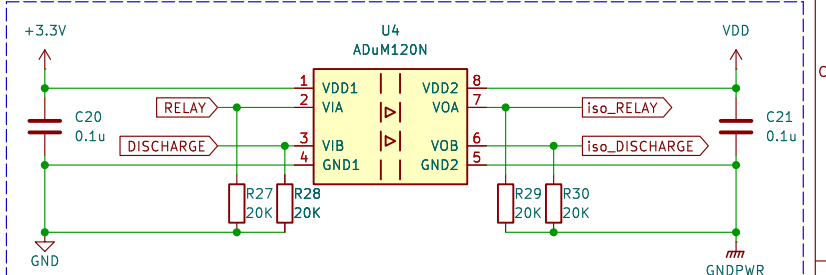 +3.3V
U4
ADuM120N
VDD
1 VDD1 VDD2 8
RELAY 2 VIA VOA 7 iso_RELAY
C20
0.1u
C21
0.1u
DISCHARGE 3 VIB VOB 6 iso_DISCHARGE
4 GND1 GND2 5
R27
20K
R28
20K
R29
20K
R30
20K
GND
GNDPWR